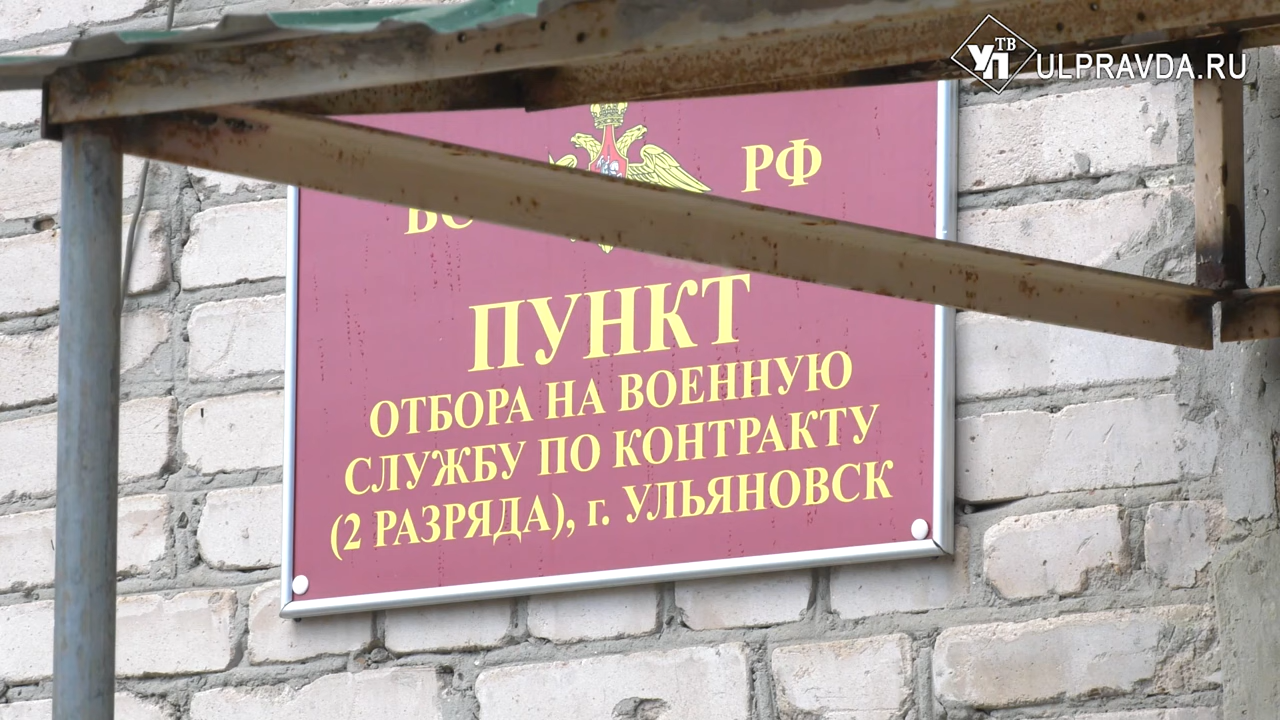 УП ТВ ULPRAVDA.RU
РФ
ПУНКТ
ОТБОРА НА ВОЕННУЮ
СЛУЖБУ ПО КОНТРАКТУ
(2 РАЗРЯДА), г. УЛЬЯНОВСК